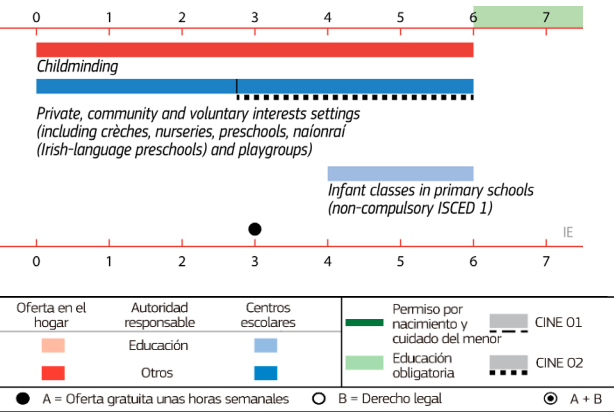 0 1 2 3 4 5 6 7
Childminding
Private, community and voluntary interests settings
(including crèches, nurseries, preschools, naíonraí
(Irish-language preschools) and playgroups)
Infant classes in primary schools
(non-compulsory ISCED 1)
IE
0 1 2 3 4 5 6 7
Oferta en el
hogar
Autoridad
responsable
Centros
escolares
Educación
Otros
Permiso por
nacimiento y
cuidado del menor
Educación
obligatoria
CINE 01
CINE 02
A = Oferta gratuita unas horas semanales
B = Derecho legal
A + B